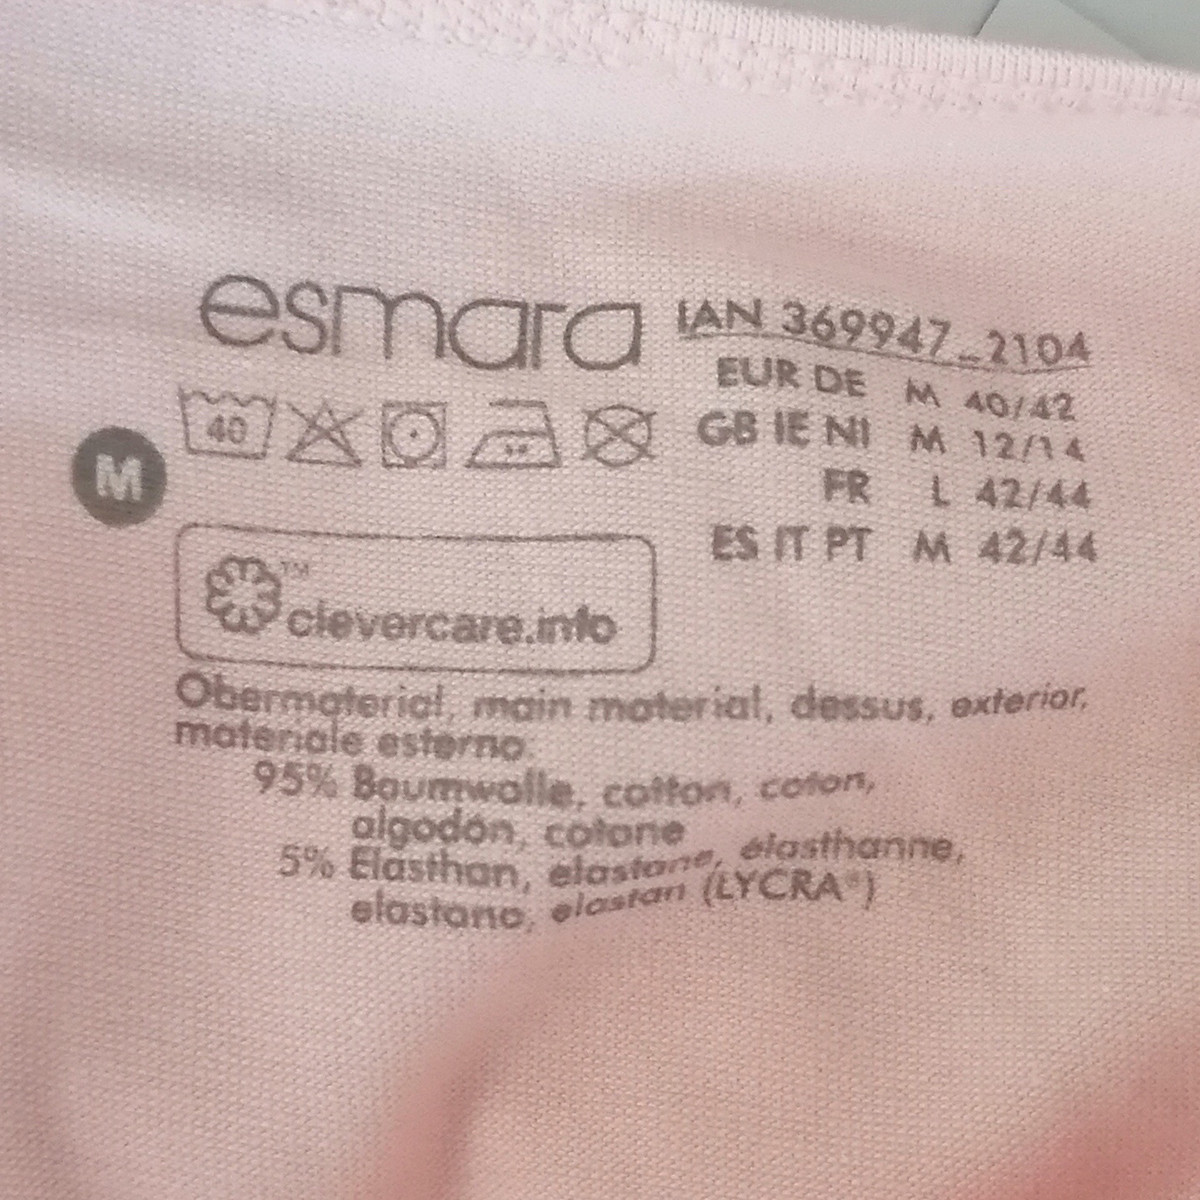 esmara
IAN 369947_2104
EUR DE M 40/42
GB IE NI M 12/14
FR L 42/44
ES IT PT M 42/44
40
M
clevercare.info
Obermaterial, main material, dessus, exterior,
materiale esterno:
95% Baumwolle, cotton, coton,
algodón, cotone
5% Elasthan, elastane, élasthanne,
elastano, elastan (LYCRA®)